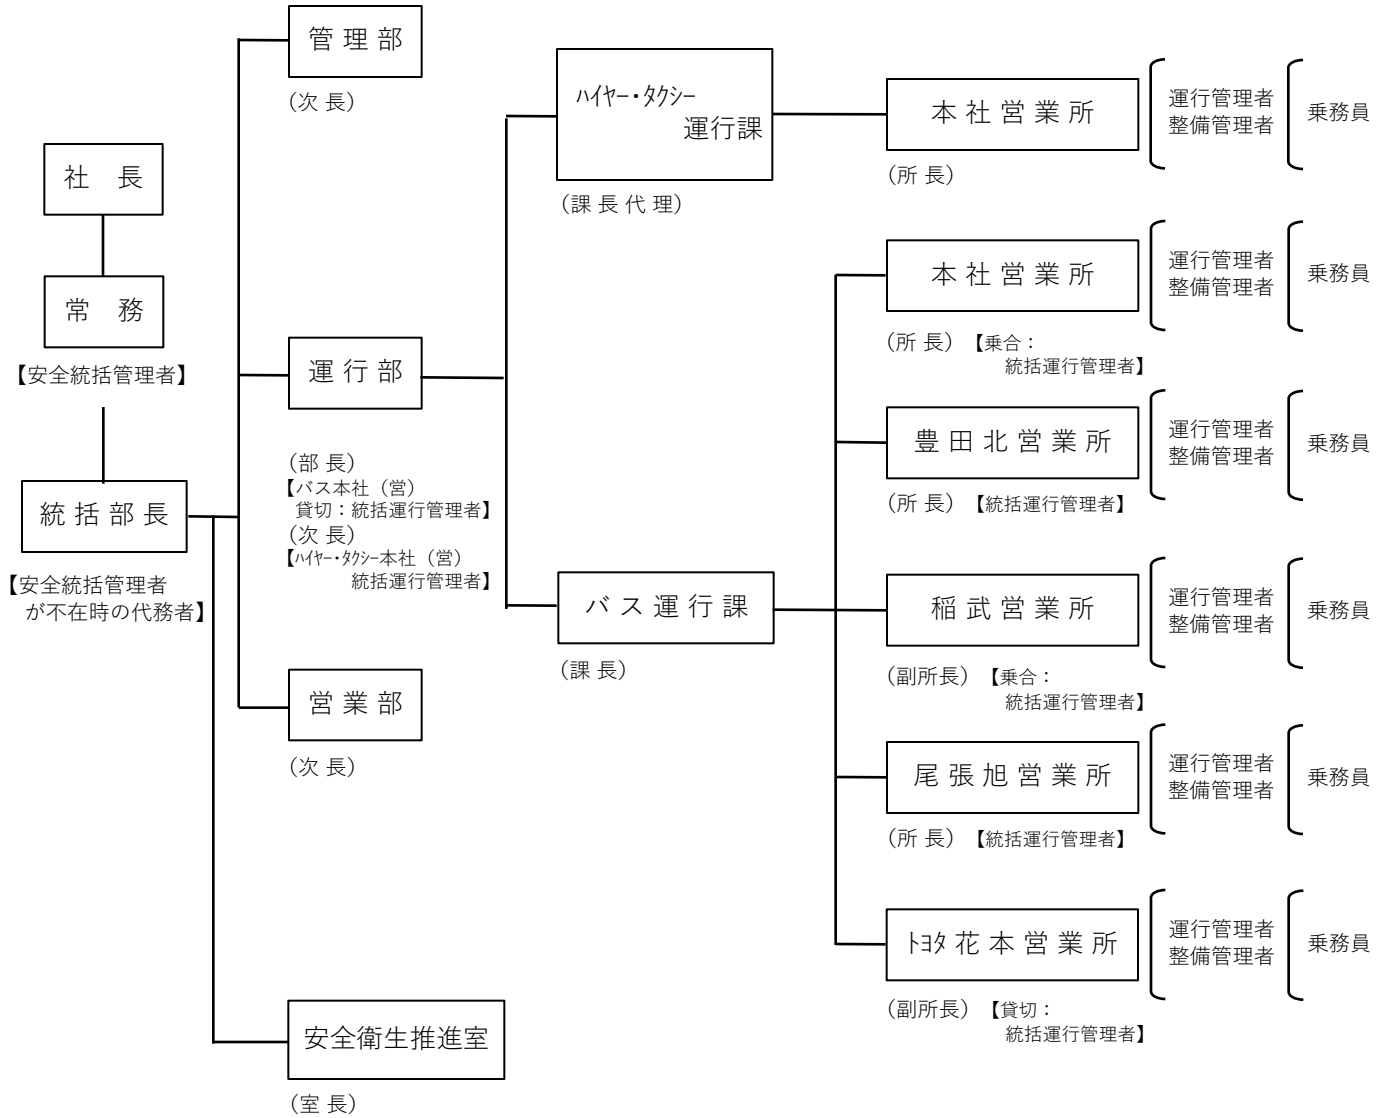 社　長
常　務
【安全統括管理者】
統 括 部 長
【安全統括管理者
が不在時の代務者】
管 理 部
（次 長）
運 行 部
（部 長）
【バス本社（営）
貸切：統括運行管理者】
（次 長）
【ﾊｲﾔｰ・ﾀｸｼｰ本社（営）
統括運行管理者】
営 業 部
（次 長）
安全衛生推進室
（室 長）
ﾊｲﾔｰ・ﾀｸｼｰ
運行課
（課 長 代 理）
バ ス 運 行 課
（課 長）
本 社 営 業 所
（所 長）
運行管理者
整備管理者
乗務員
本 社 営 業 所
（所 長）【乗合：
統括運行管理者】
運行管理者
整備管理者
乗務員
豊 田 北 営 業 所
（所 長）【統括運行管理者】
運行管理者
整備管理者
乗務員
稲 武 営 業 所
（副所長）【乗合：
統括運行管理者】
運行管理者
整備管理者
乗務員
尾 張 旭 営 業 所
（所 長）【統括運行管理者】
運行管理者
整備管理者
乗務員
ﾄﾖﾀ 花 本 営 業 所
（副所長）【貸切：
統括運行管理者】
運行管理者
整備管理者
乗務員